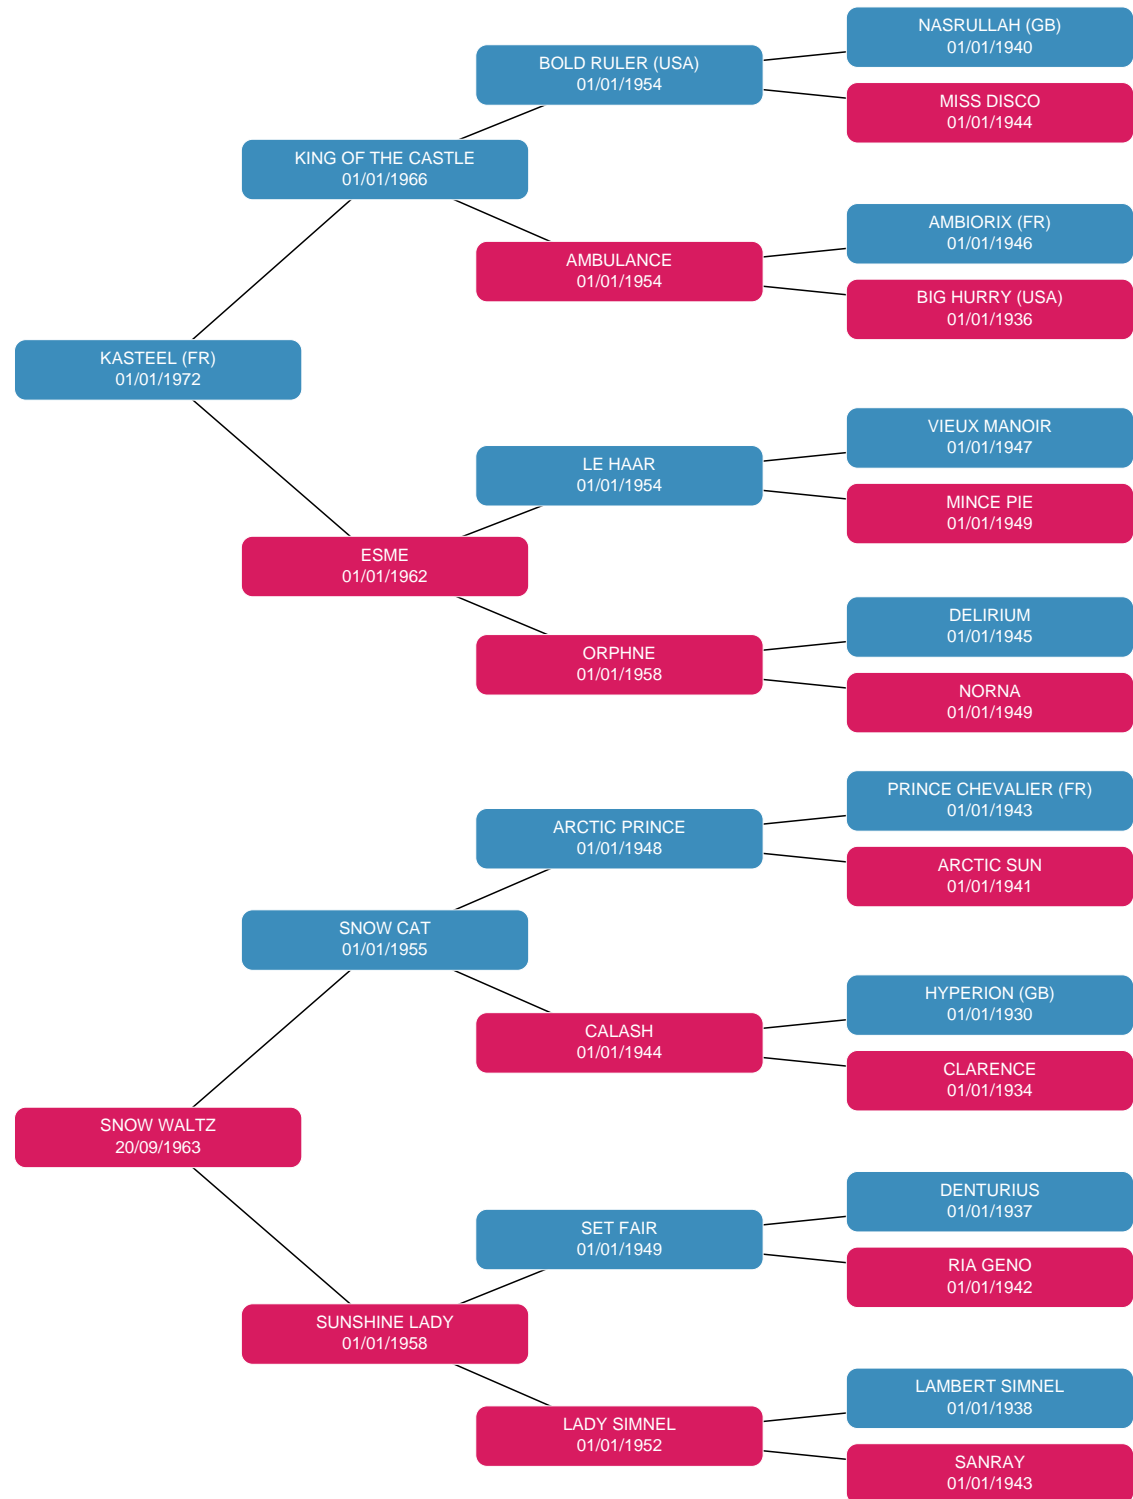 NASRULLAH (GB)
01/01/1940
BOLD RULER (USA)
01/01/1954
MISS DISCO
01/01/1944
KING OF THE CASTLE
01/01/1966
AMBIORIX (FR)
01/01/1946
AMBULANCE
01/01/1954
BIG HURRY (USA)
01/01/1936
KASTEEL (FR)
01/01/1972
VIEUX MANOIR
01/01/1947
LE HAAR
01/01/1954
MINCE PIE
01/01/1949
ESME
01/01/1962
DELIRIUM
01/01/1945
ORPHNE
01/01/1958
NORNA
01/01/1949
PRINCE CHEVALIER (FR)
01/01/1943
ARCTIC PRINCE
01/01/1948
ARCTIC SUN
01/01/1941
SNOW CAT
01/01/1955
HYPERION (GB)
01/01/1930
CALASH
01/01/1944
CLARENCE
01/01/1934
SNOW WALTZ
20/09/1963
DENTURIUS
01/01/1937
SET FAIR
01/01/1949
RIA GENO
01/01/1942
SUNSHINE LADY
01/01/1958
LAMBERT SIMNEL
01/01/1938
LADY SIMNEL
01/01/1952
SANRAY
01/01/1943